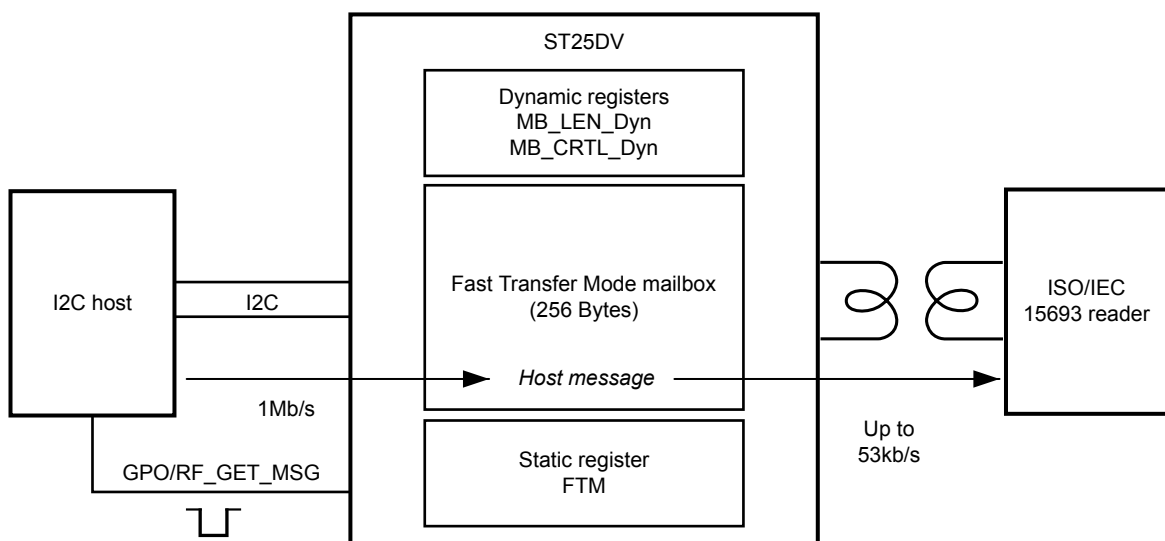 ST25DV
Dynamic registers
MB_LEN_Dyn
MB_CRTL_Dyn
I2C host
I2C
Fast Transfer Mode mailbox
(256 Bytes)
ISO/IEC
15693 reader
Host message
1Mb/s
Up to
53kb/s
GPO/RF_GET_MSG
Static register
FTM